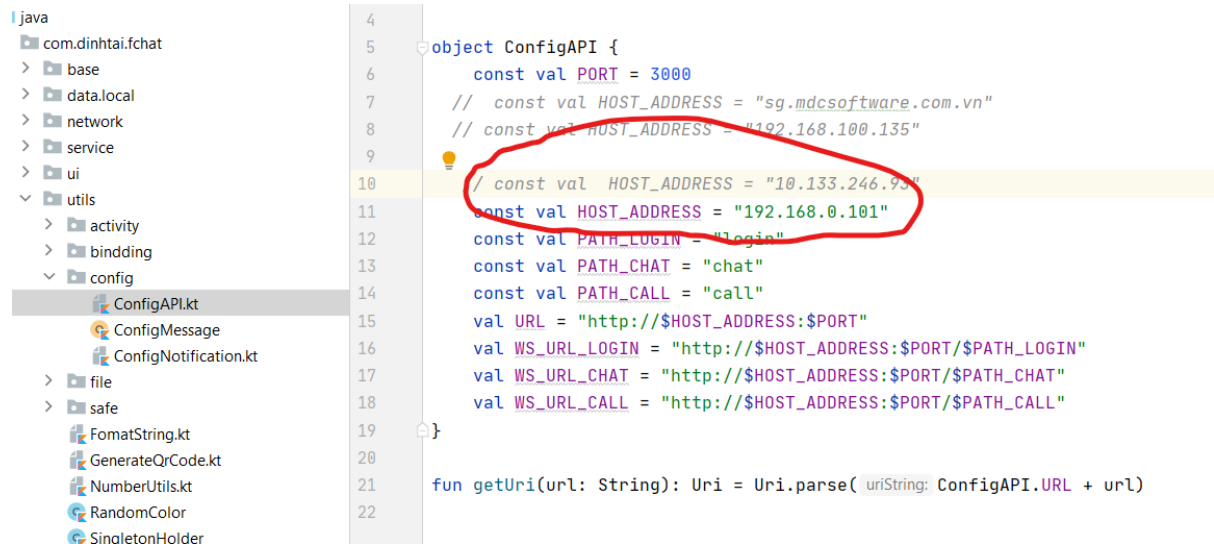 java
com.dinhtai.fchat
base
data.local
network
service
ui
utils
activity
bindding
config
ConfigAPI.kt
ConfigMessage
ConfigNotification.kt
file
safe
FomatString.kt
GenerateQrCode.kt
NumberUtils.kt
RandomColor
SingletonHolder
4
5 object ConfigAPI {
6 const val PORT = 3000
7 // const val HOST_ADDRESS = "sg.mdcsoftware.com.vn"
8 // const val HOST_ADDRESS = "192.168.100.135"
9
10 / const val HOST_ADDRESS = "10.133.246.93"
11 const val HOST_ADDRESS = "192.168.0.101"
12 const val PATH_LOGIN = "login"
13 const val PATH_CHAT = "chat"
14 const val PATH_CALL = "call"
15 val URL = "http://$HOST_ADDRESS:$PORT"
16 val WS_URL_LOGIN = "http://$HOST_ADDRESS:$PORT/$PATH_LOGIN"
17 val WS_URL_CHAT = "http://$HOST_ADDRESS:$PORT/$PATH_CHAT"
18 val WS_URL_CALL = "http://$HOST_ADDRESS:$PORT/$PATH_CALL"
19 }
20
21 fun getUri(url: String): Uri = Uri.parse( uriString: ConfigAPI.URL + url)
22